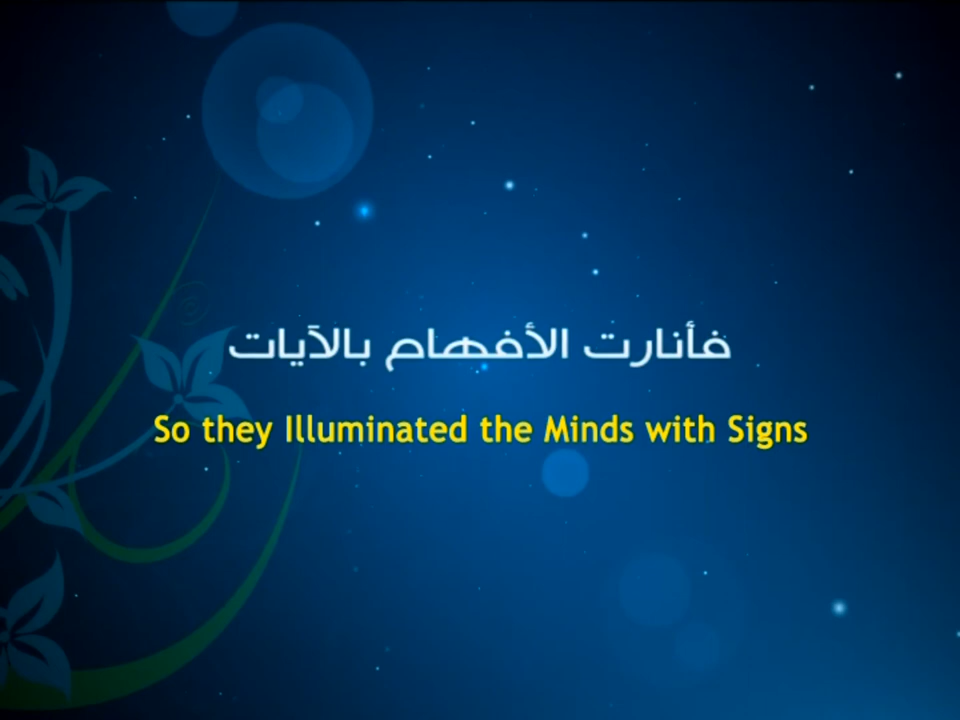 فأنارت الأفهام بالآيات
So they Illuminated the Minds with Signs